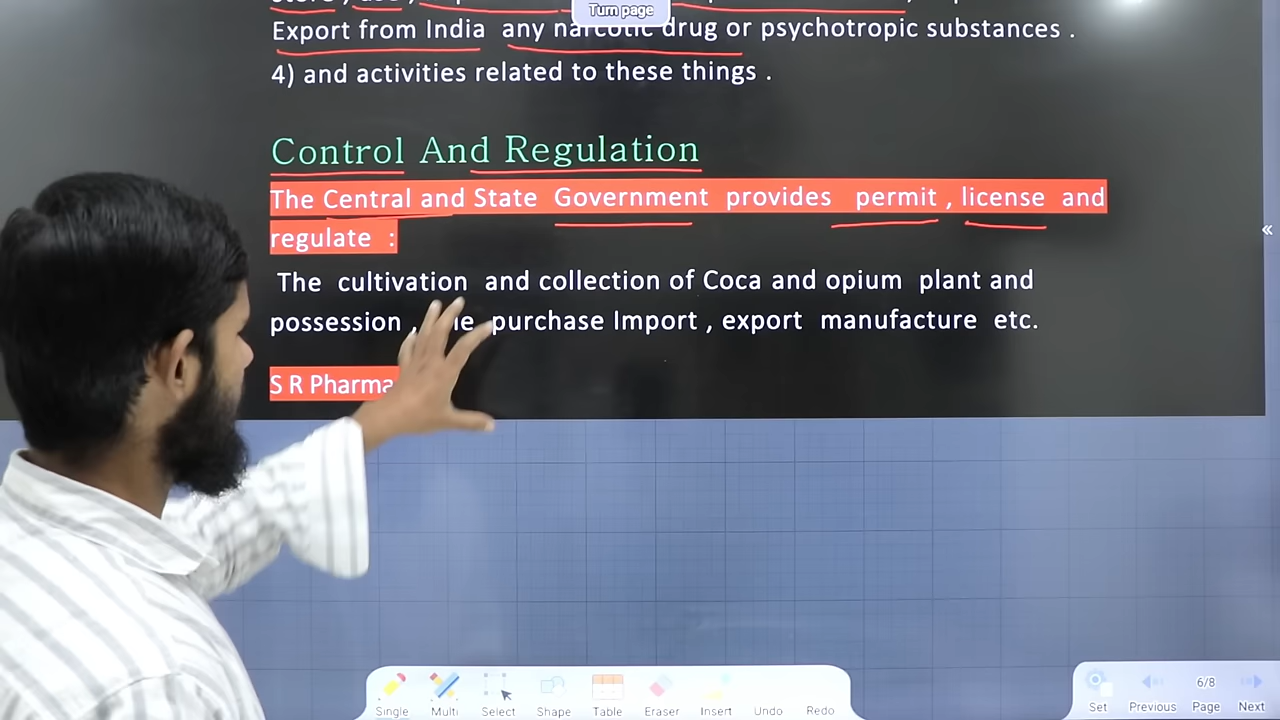 Turn page
Export from India any narcotic drug or psychotropic substances .
4) and activities related to these things .
Control And Regulation
The Central and State Government provides permit , license and
regulate :
The cultivation and collection of Coca and opium plant and
possession , purchase Import , export manufacture etc.
S R Pharma
Single Multi Select Shape Table Eraser Insert Undo Redo
6/8
Set Previous Page Next